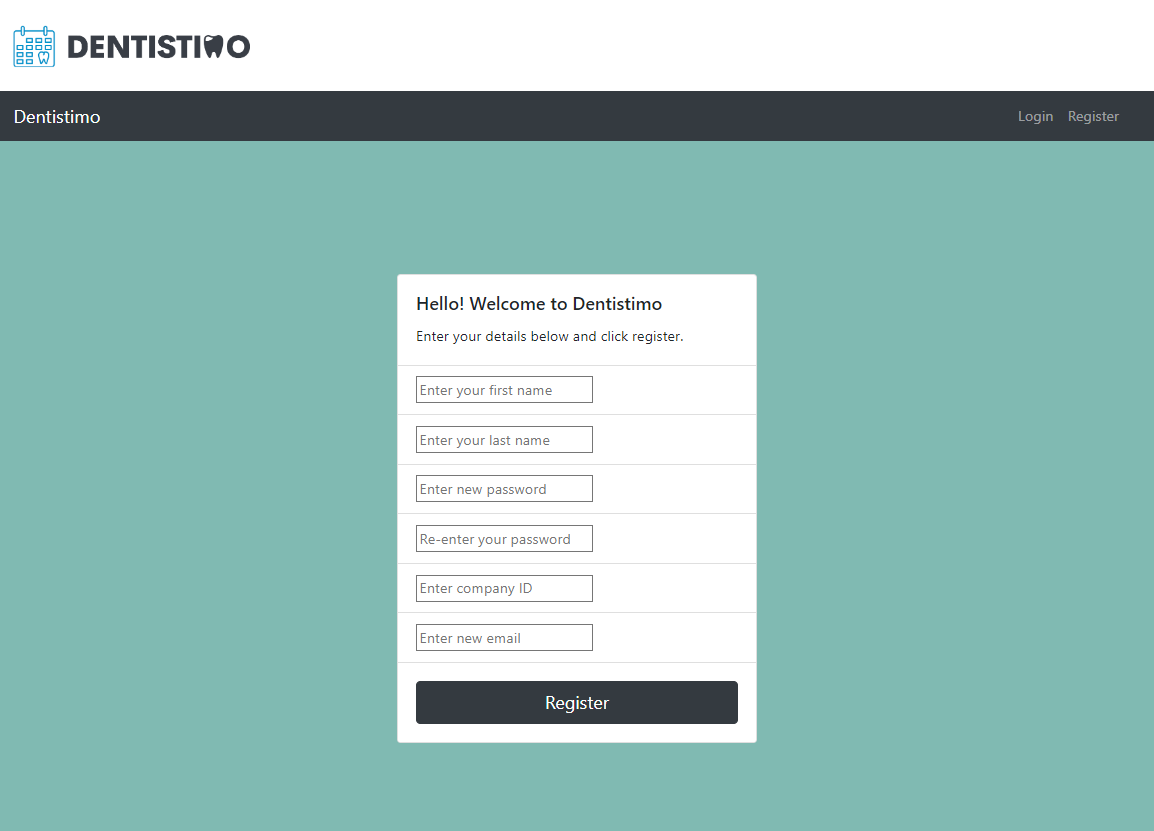 DENTISTIMO
Dentistimo
Login Register
Hello! Welcome to Dentistimo
Enter your details below and click register.
Enter your first name
Enter your last name
Enter new password
Re-enter your password
Enter company ID
Enter new email
Register